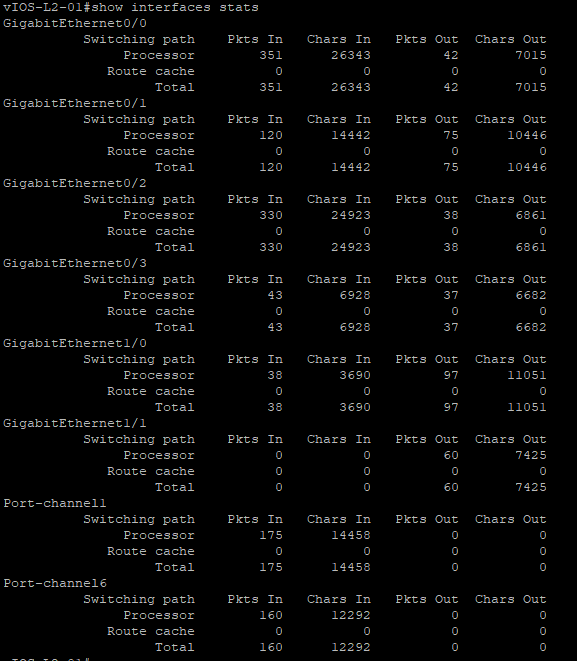 vIOS-L2-01#show interfaces stats
GigabitEthernet0/0
Switching path Pkts In Chars In Pkts Out Chars Out
Processor 351 26343 42 7015
Route cache 0 0 0 0
Total 351 26343 42 7015
GigabitEthernet0/1
Switching path Pkts In Chars In Pkts Out Chars Out
Processor 120 14442 75 10446
Route cache 0 0 0 0
Total 120 14442 75 10446
GigabitEthernet0/2
Switching path Pkts In Chars In Pkts Out Chars Out
Processor 330 24923 38 6861
Route cache 0 0 0 0
Total 330 24923 38 6861
GigabitEthernet0/3
Switching path Pkts In Chars In Pkts Out Chars Out
Processor 43 6928 37 6682
Route cache 0 0 0 0
Total 43 6928 37 6682
GigabitEthernet1/0
Switching path Pkts In Chars In Pkts Out Chars Out
Processor 38 3690 97 11051
Route cache 0 0 0 0
Total 38 3690 97 11051
GigabitEthernet1/1
Switching path Pkts In Chars In Pkts Out Chars Out
Processor 0 0 60 7425
Route cache 0 0 0 0
Total 0 0 60 7425
Port-channel1
Switching path Pkts In Chars In Pkts Out Chars Out
Processor 175 14458 0 0
Route cache 0 0 0 0
Total 175 14458 0 0
Port-channel6
Switching path Pkts In Chars In Pkts Out Chars Out
Processor 160 12292 0 0
Route cache 0 0 0 0
Total 160 12292 0 0